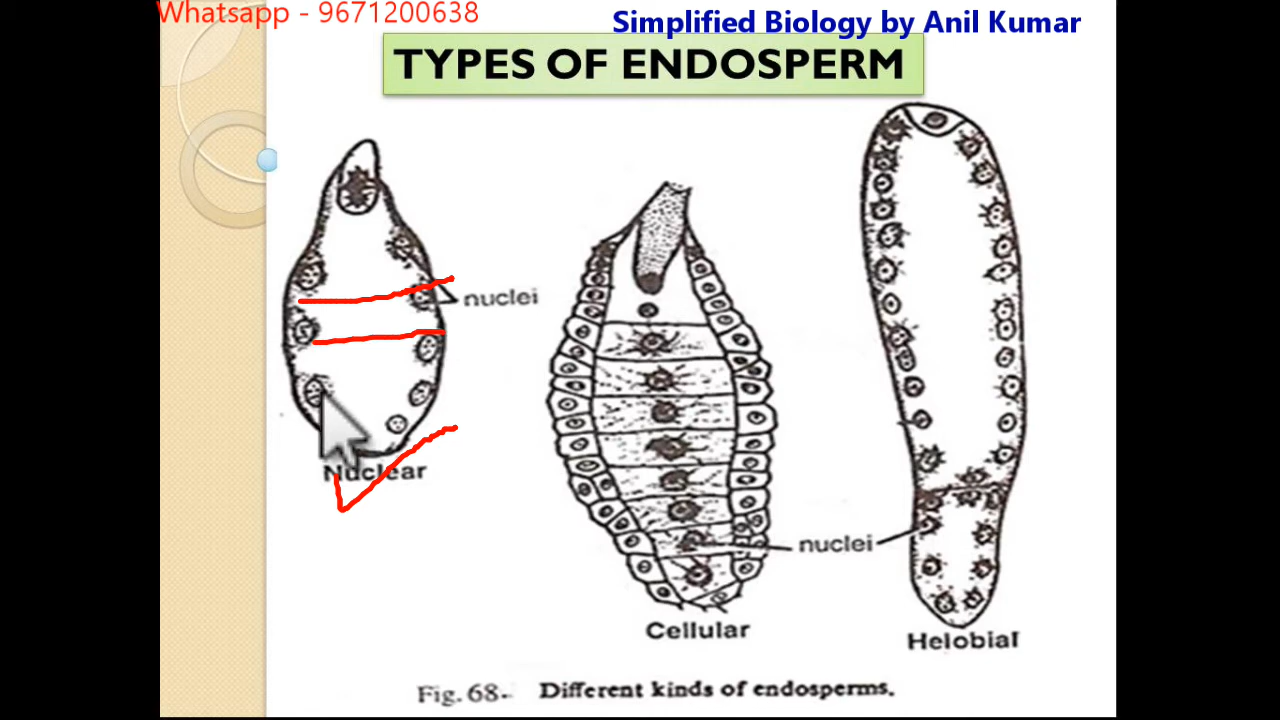 Whatsapp - 9671200638
Simplified Biology by Anil Kumar
TYPES OF ENDOSPERM
nuclei
Nuclear
nuclei
Cellular
Helobial
Fig. 68.. Different kinds of endosperms.